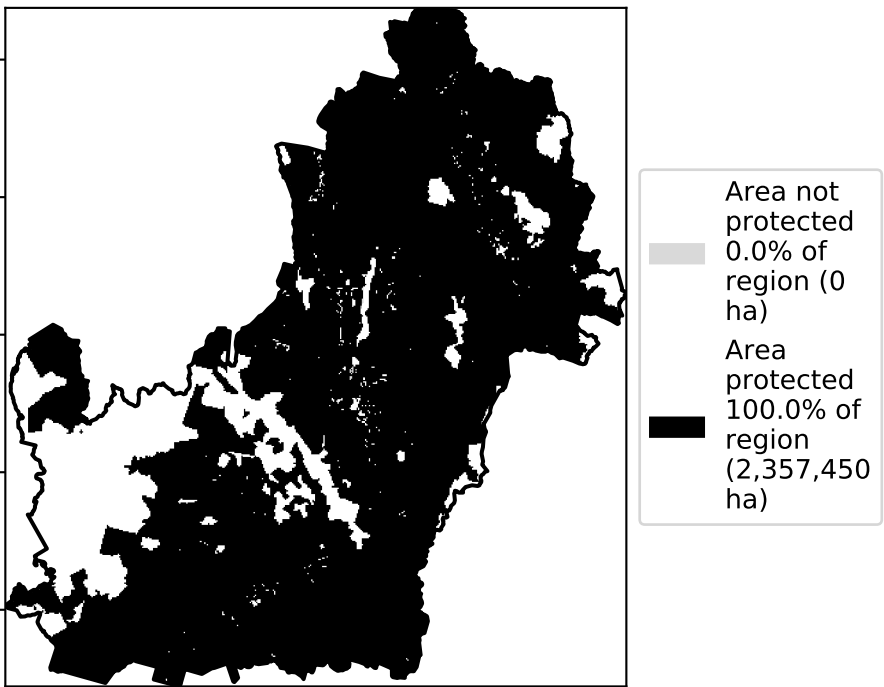 Area not
protected
0.0% of
region (0
ha)
Area
protected
100.0% of
region
(2,357,450
ha)